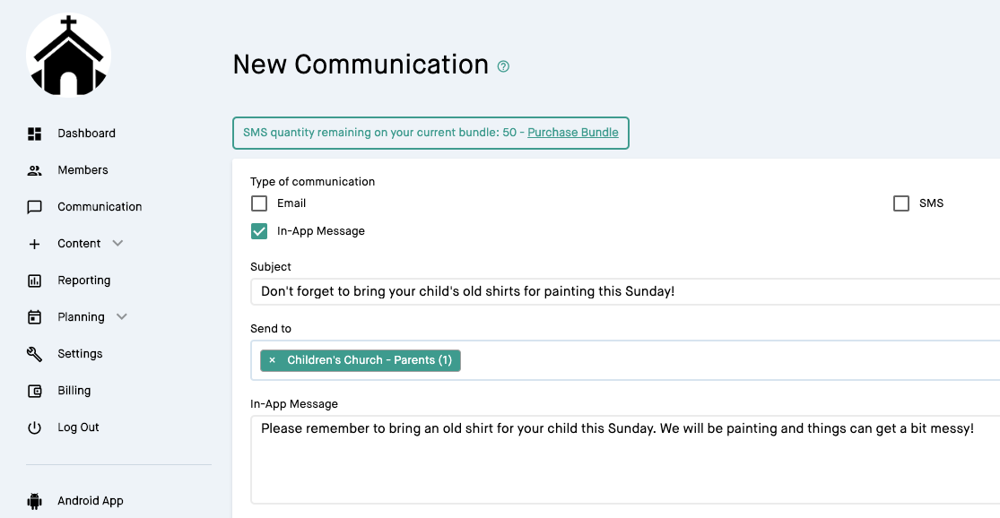 New Communication
SMS quantity remaining on your current bundle: 50 - Purchase Bundle
Dashboard
Members
Communication
Content
Reporting
Planning
Settings
Billing
Log Out
Android App
Type of communication
Email
SMS
In-App Message
Subject
Don't forget to bring your child's old shirts for painting this Sunday!
Send to
× Children's Church - Parents (1)
In-App Message
Please remember to bring an old shirt for your child this Sunday. We will be painting and things can get a bit messy!